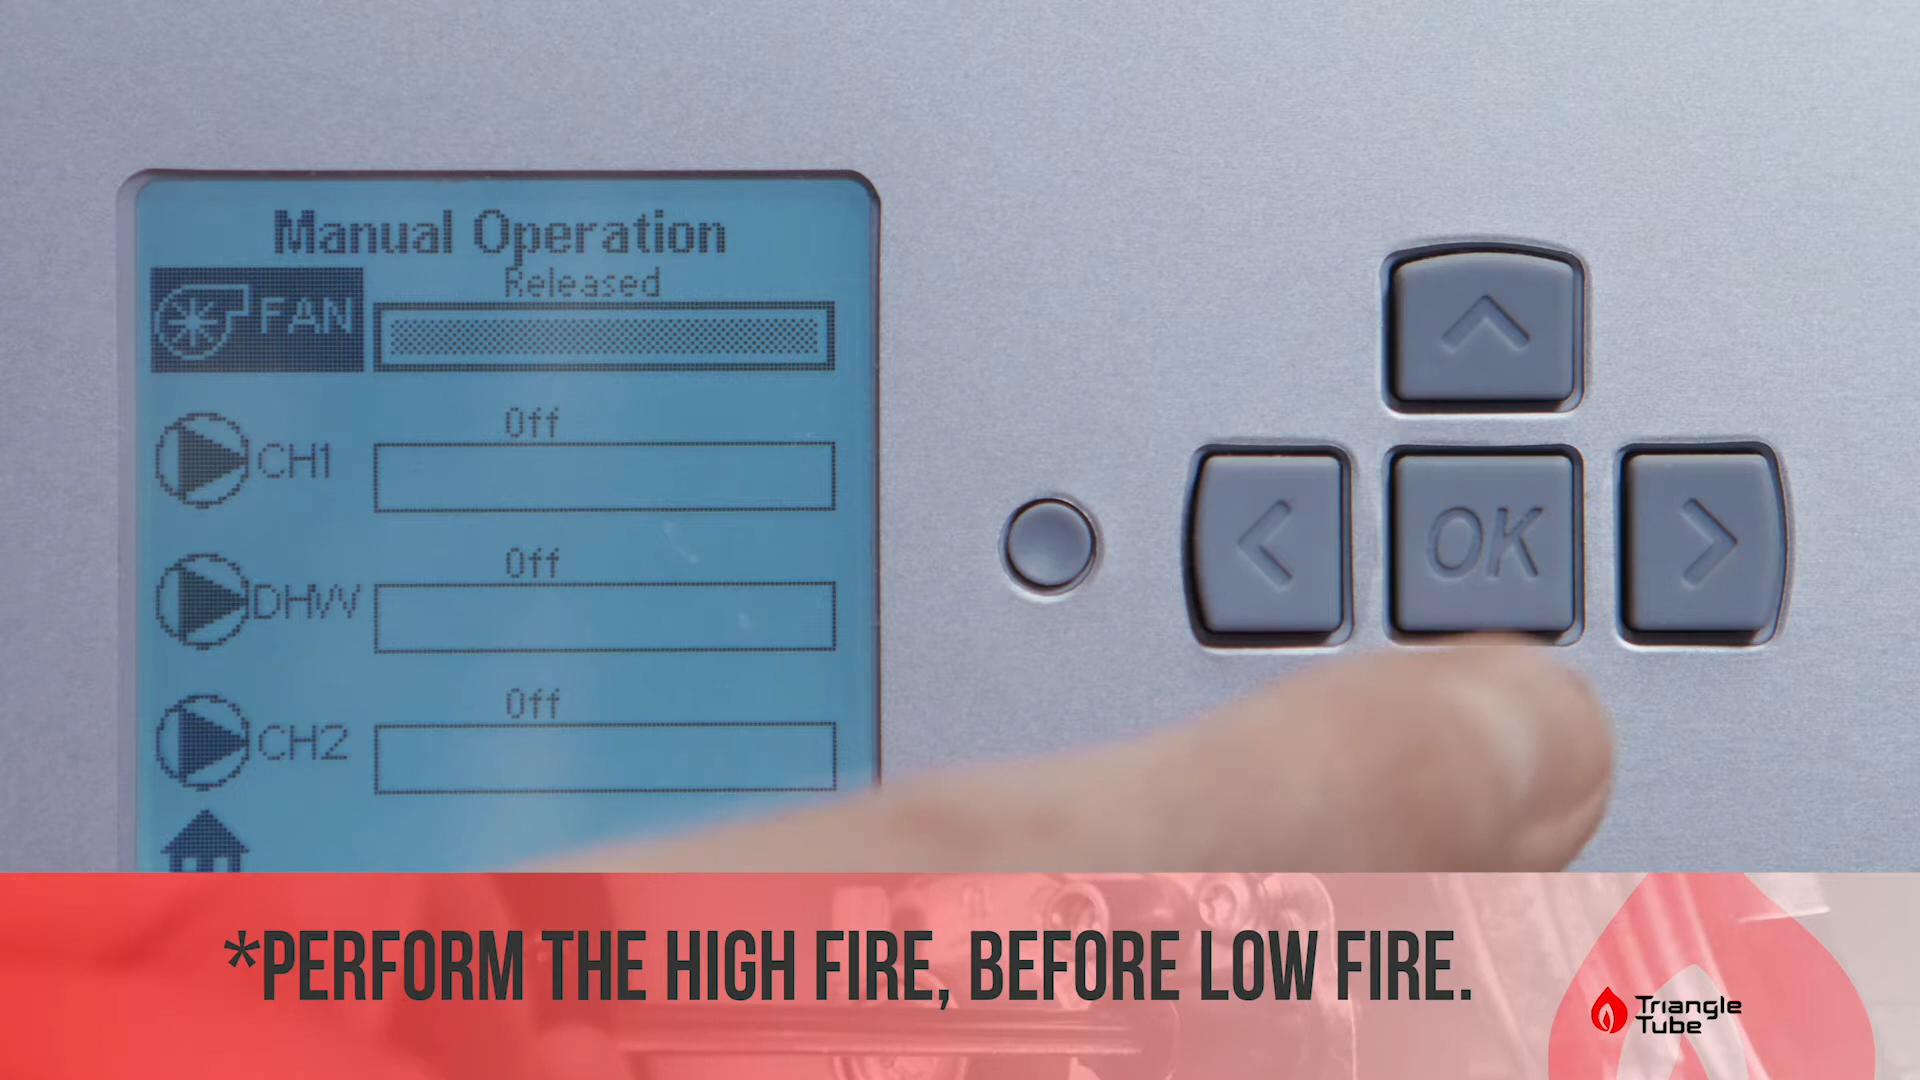 Manual Operation
Released
FAN
Off
CH1
Off
DHW
Off
CH2
OK
*PERFORM THE HIGH FIRE, BEFORE LOW FIRE.
Triangle
Tube